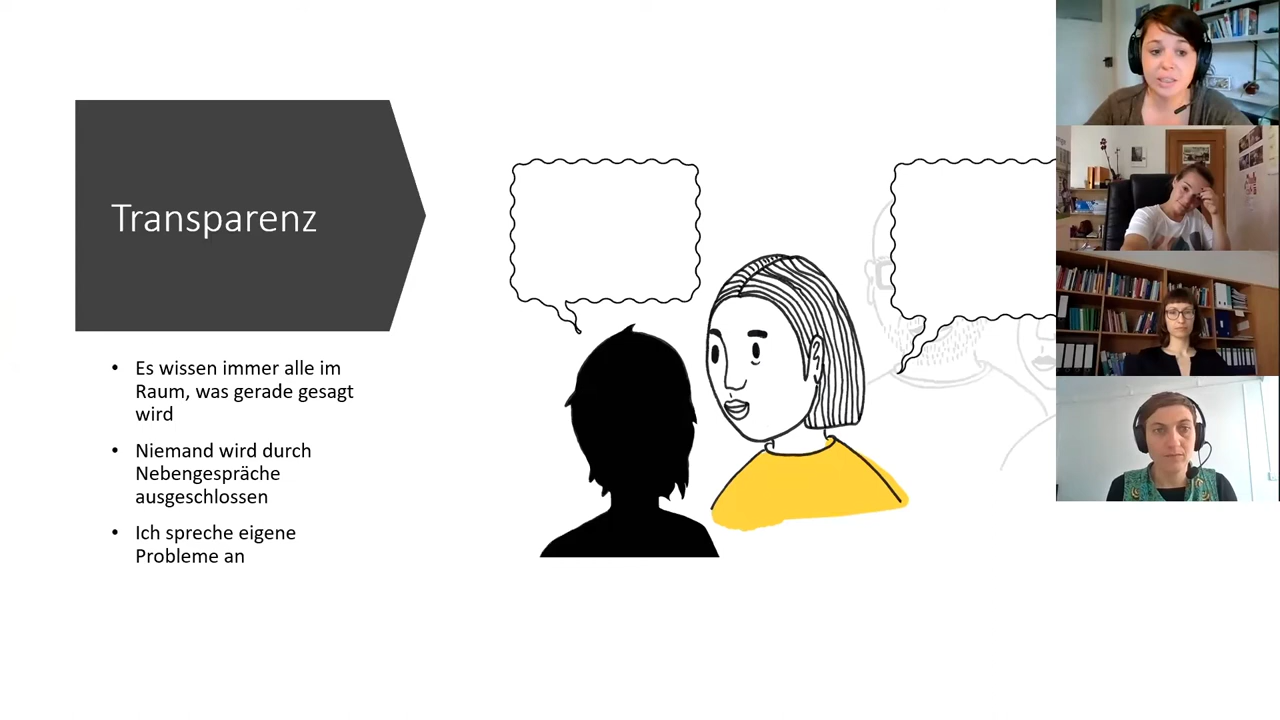 Transparenz
• Es wissen immer alle im
Raum, was gerade gesagt
wird
• Niemand wird durch
Nebengespräche
ausgeschlossen
• Ich spreche eigene
Probleme an